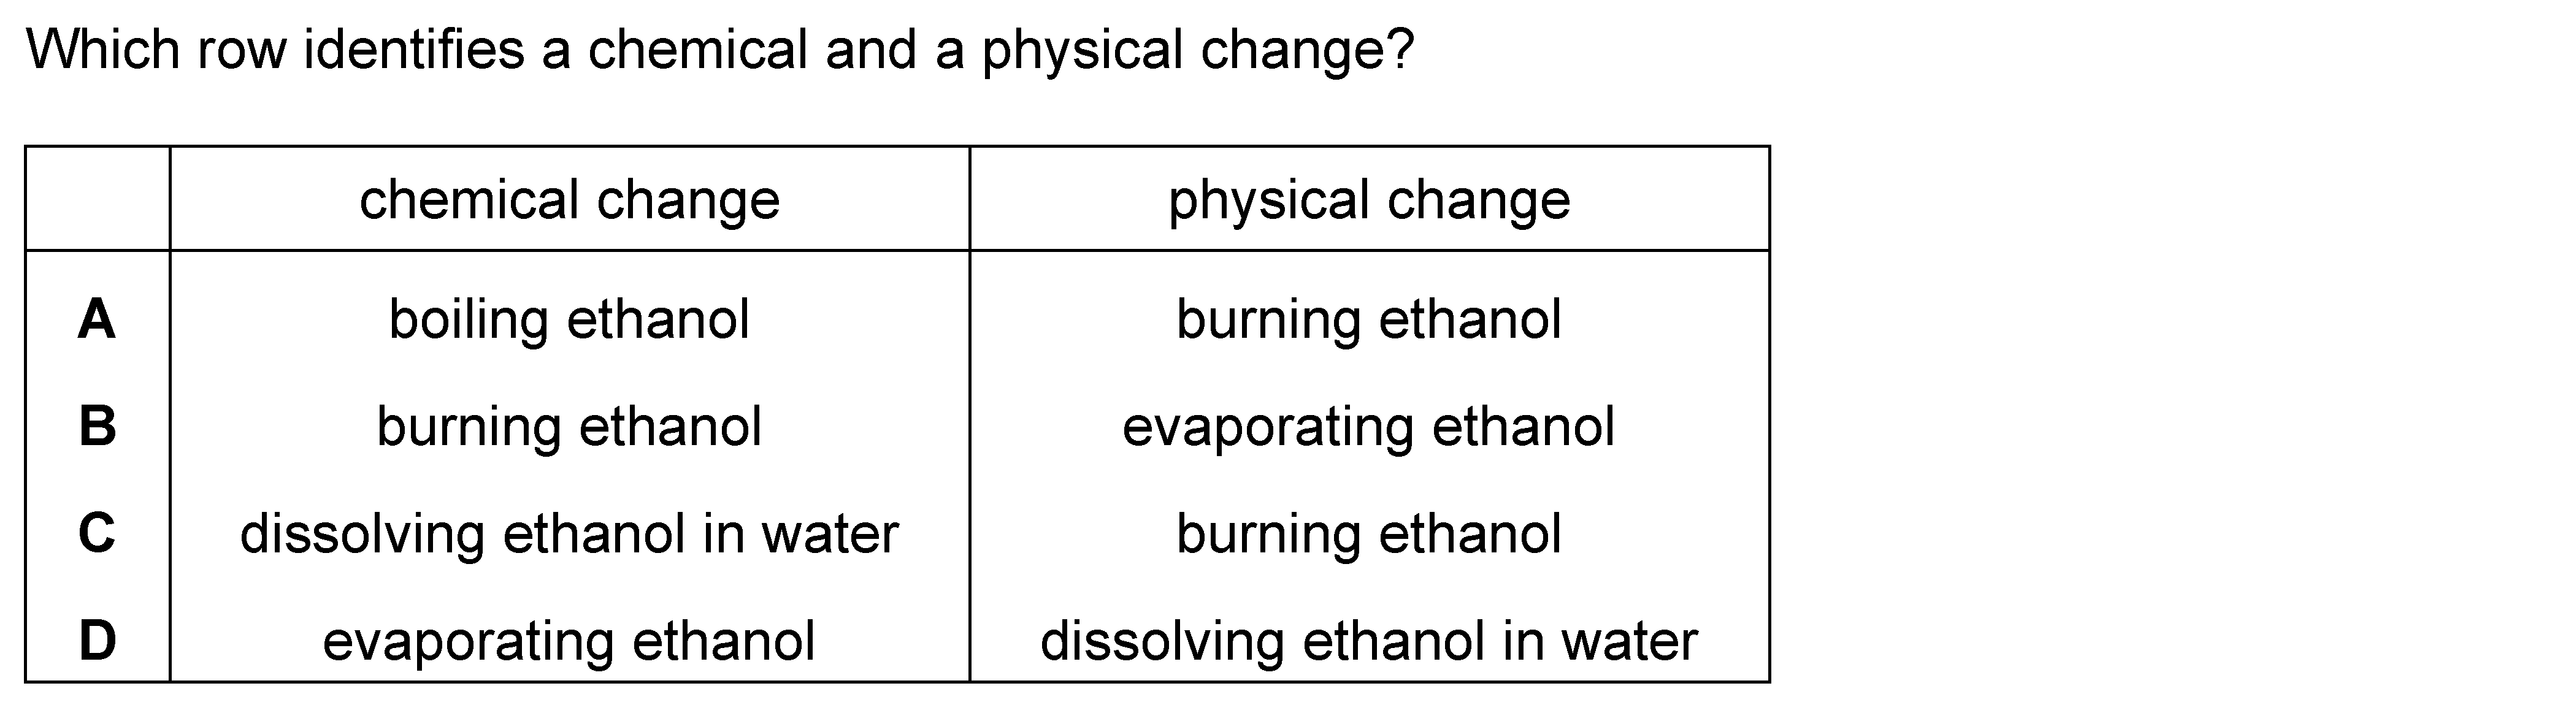 Which row identifies a chemical and a physical change?
chemical change physical change
A boiling ethanol burning ethanol
B burning ethanol evaporating ethanol
C dissolving ethanol in water burning ethanol
D evaporating ethanol dissolving ethanol in water